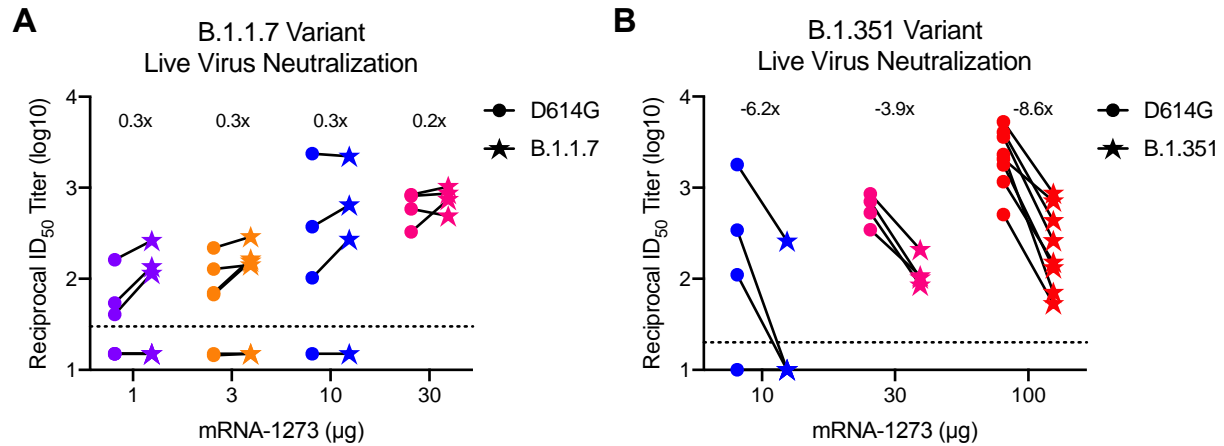 A
B.1.1.7 Variant
Live Virus Neutralization
Reciprocal ID50 Titer (log10)
4
3
2
1
0.3x 0.3x 0.3x 0.2x
D614G
B.1.1.7
1 3 10 30
mRNA-1273 (µg)
B
B.1.351 Variant
Live Virus Neutralization
Reciprocal ID50 Titer (log10)
4
3
2
1
-6.2x -3.9x -8.6x
D614G
B.1.351
10 30 100
mRNA-1273 (µg)